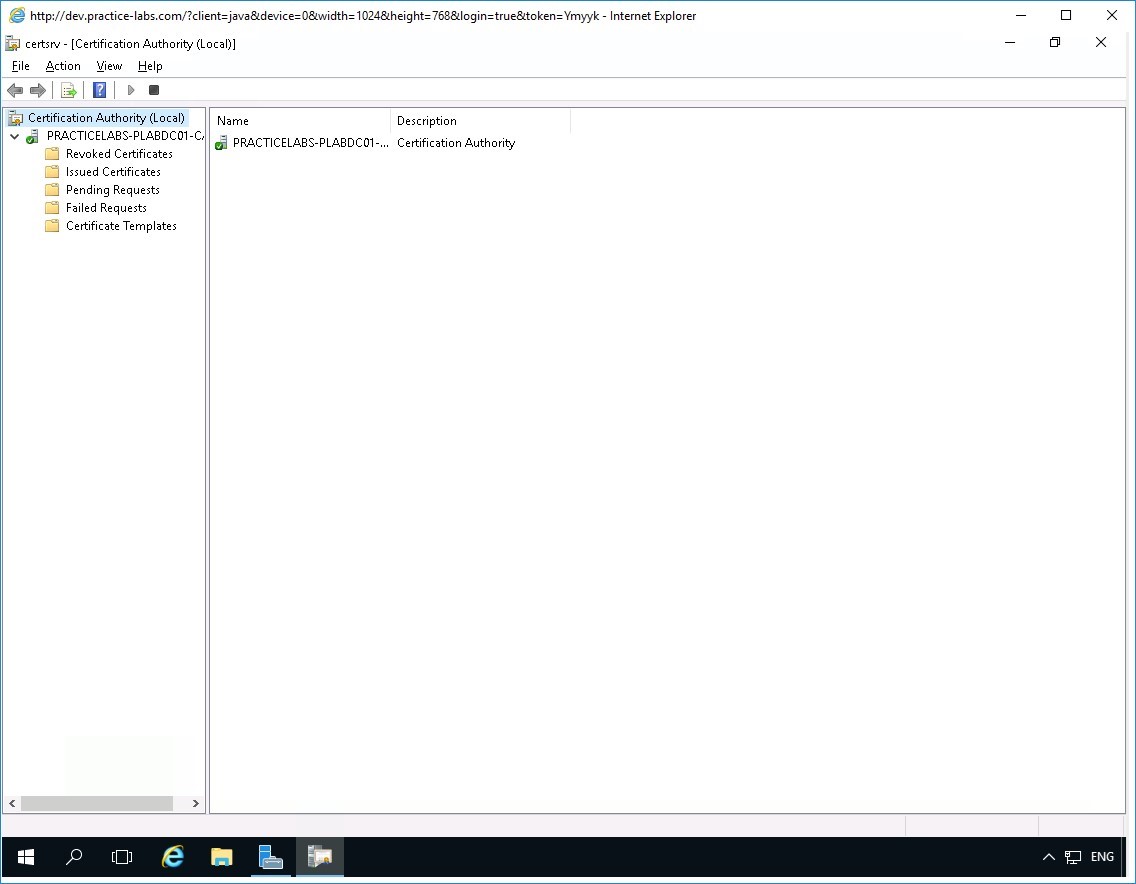 http://dev.practice-labs.com/?client=java&device=0&width=1024&height=768&login=true&token=Ymyyk - Internet Explorer
certsrv - [Certification Authority (Local)]
File Action View Help
Certification Authority (Local)
PRACTICELABS-PLABDC01-CA
Revoked Certificates
Issued Certificates
Pending Requests
Failed Requests
Certificate Templates
Name Description
PRACTICELABS-PLABDC01-... Certification Authority
ENG